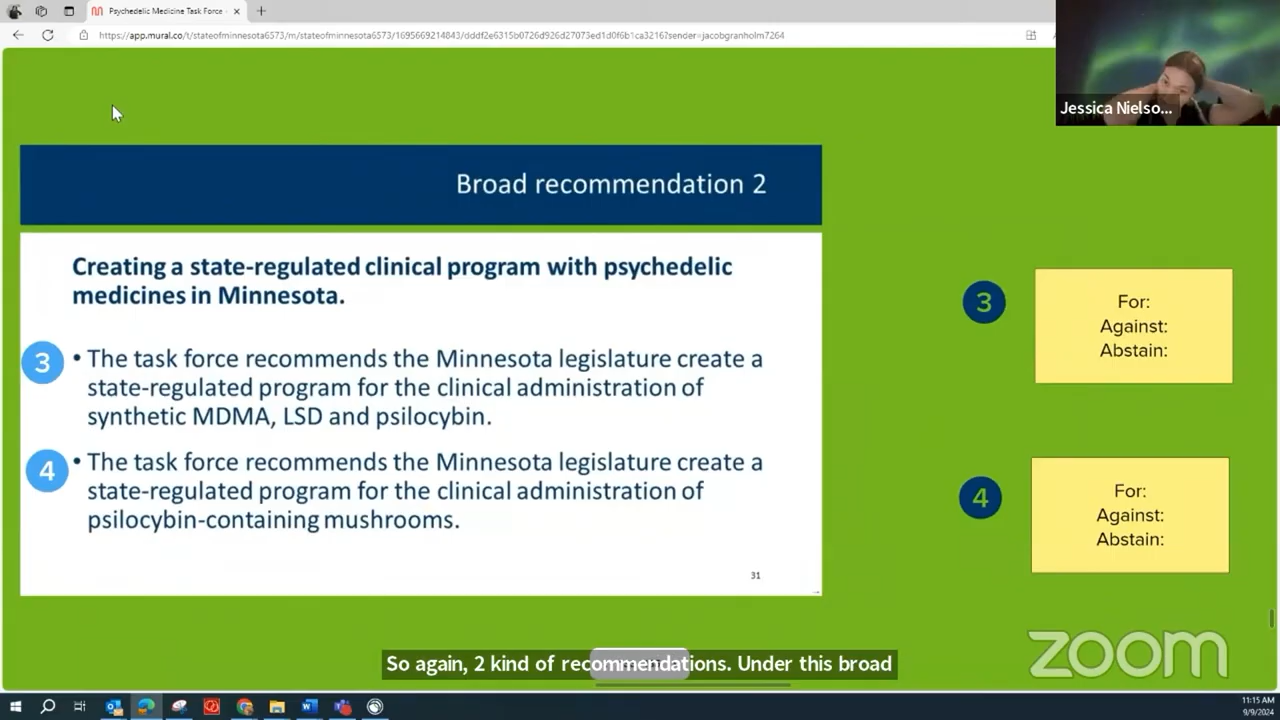 Psychedelic Medicine Task Force
https://app.mural.co/t/stateofminnesota6573/m/stateofminnesota6573/1695669214843/dddf2e6315b0726d926d27073ed1d0f6b1ca3216?sender=jacobgranholm7264
Jessica Nielso...
Broad recommendation 2
Creating a state-regulated clinical program with psychedelic
medicines in Minnesota.
3
• The task force recommends the Minnesota legislature create a
state-regulated program for the clinical administration of
synthetic MDMA, LSD and psilocybin.
4
• The task force recommends the Minnesota legislature create a
state-regulated program for the clinical administration of
psilocybin-containing mushrooms.
31
3
For:
Against:
Abstain:
4
For:
Against:
Abstain:
So again, 2 kind of recommendations. Under this broad
zoom
11:15 AM
9/9/2024